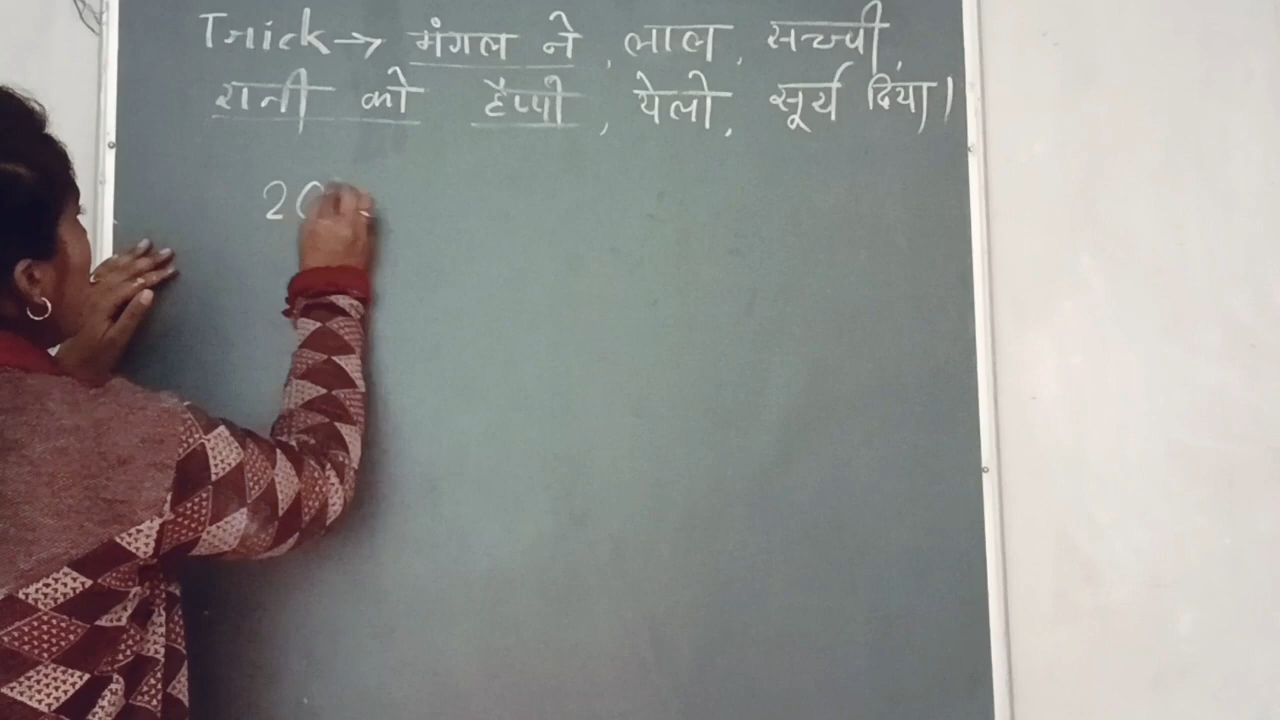 Trick→ मंगल ने, लाल, सच्ची,
रानी को हैप्पी, येलो, सूर्य दिया।
20